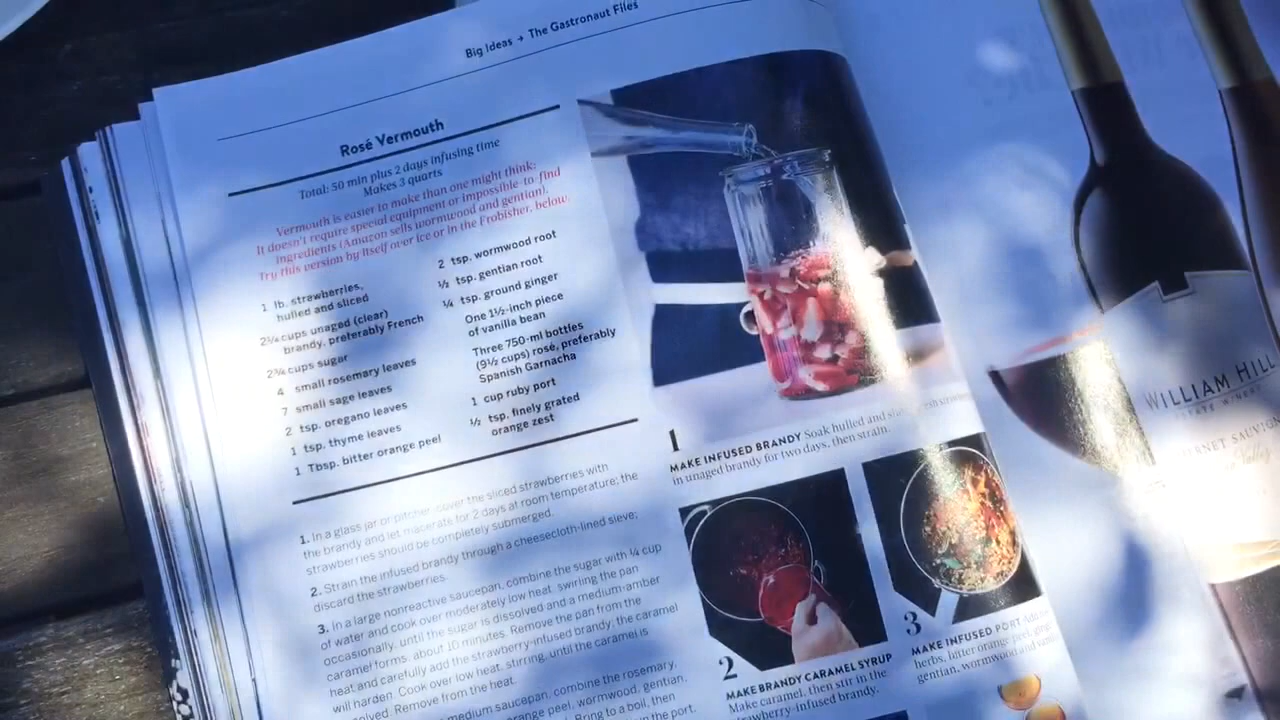 Big Ideas + The Gastronaut Files
Rosé Vermouth
Total: 50 min plus 2 days infusing time
Makes 3 quarts
Vermouth is easier to make than one might think;
It doesn't require special equipment or impossible-to-find
ingredients (Amazon sells wormwood and gentian).
Try this version by itself over ice or in the Frobisher, below.
1 lb. strawberries,
hulled and sliced
2¾ cups unaged (clear)
brandy, preferably French
2¾ cups sugar
4 small rosemary leaves
7 small sage leaves
2 tsp. oregano leaves
1 tsp. thyme leaves
1 Tbsp. bitter orange peel
2 tsp. wormwood root
½ tsp. gentian root
¼ tsp. ground ginger
One 1½-inch piece
of vanilla bean
Three 750-ml bottles
(9½ cups) rosé, preferably
Spanish Garnacha
1 cup ruby port
½ tsp. finely grated
orange zest
1. In a glass jar or pitcher, cover the sliced strawberries with
the brandy and let macerate for 2 days at room temperature; the
strawberries should be completely submerged.
2. Strain the infused brandy through a cheesecloth-lined sieve;
discard the strawberries.
3. In a large nonreactive saucepan, combine the sugar with ¼ cup
of water and cook over moderately low heat, swirling the pan
occasionally, until the sugar is dissolved and a medium-amber
caramel forms, about 10 minutes. Remove the pan from the
heat and carefully add the strawberry-infused brandy; the caramel
will harden. Cook over low heat, stirring, until the caramel is
solved. Remove from the heat.
medium saucepan, combine the rosemary,
orange peel, wormwood, gentian,
Bring to a boil, then
the port.
1
MAKE INFUSED BRANDY Soak hulled and
in unaged brandy for two days, then strain.
2
MAKE BRANDY CARAMEL SYRUP
Make caramel, then stir in the
strawberry-infused brandy.
3
MAKE INFUSED PORT
herbs, bitter orange peel,
gentian, wormwood and
WILLIAM HILL
ESTATE WINERY